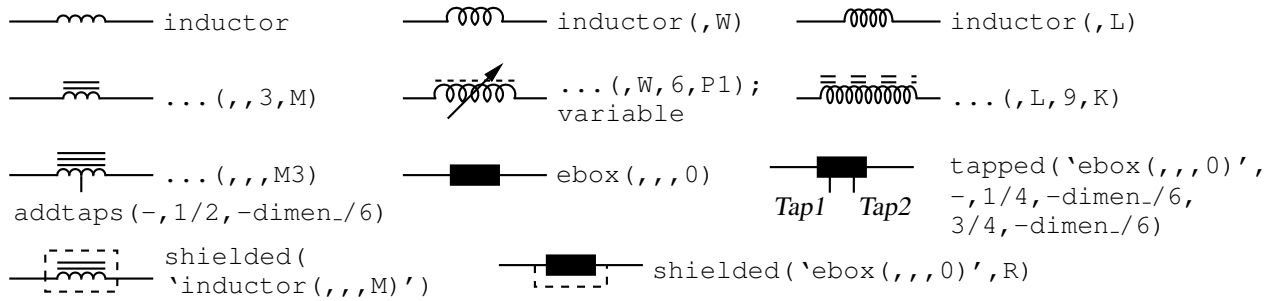 inductor
inductor(,W)
inductor(,L)
...(,,3,M)
...(,W,6,P1);
variable
...(,L,9,K)
...(,,,M3)
addtaps(-,1/2,-dimen_/6)
ebox(,,,0)
Tap1 Tap2
tapped(‘ebox(,,,0)’,
-,1/4,-dimen_/6,
3/4,-dimen_/6)
shielded(
‘inductor(,,,M)’)
shielded(‘ebox(,,,0)’,R)